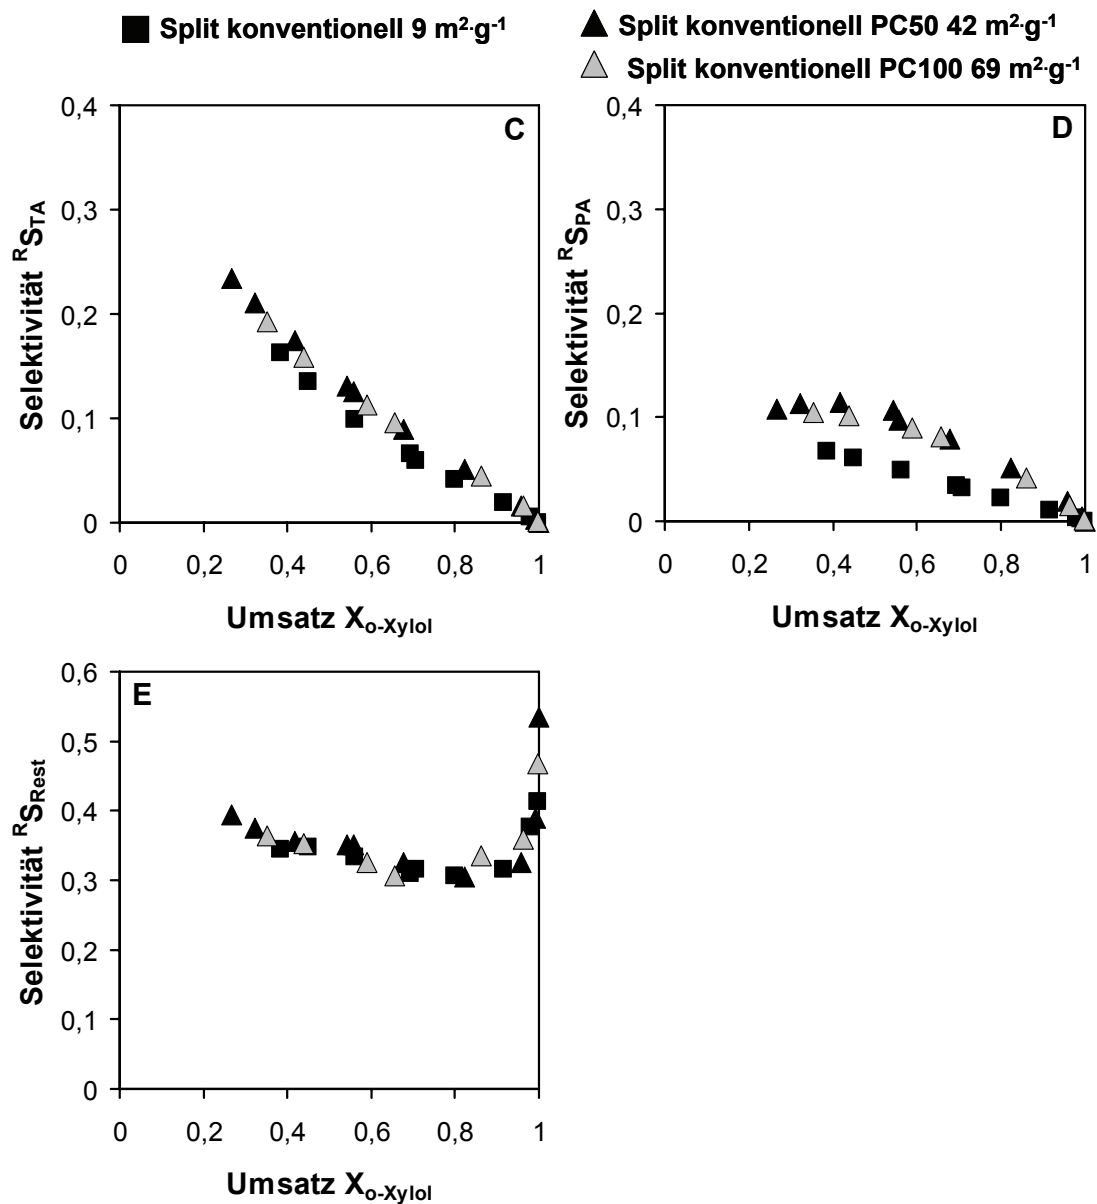 Split konventionell 9 m²·g⁻¹
Split konventionell PC50 42 m²·g⁻¹
Split konventionell PC100 69 m²·g⁻¹
C
Selektivität ᴿS_TA
0,4
0,3
0,2
0,1
0
0 0,2 0,4 0,6 0,8 1
Umsatz X_o-Xylol
D
Selektivität ᴿS_PA
0,4
0,3
0,2
0,1
0
0 0,2 0,4 0,6 0,8 1
Umsatz X_o-Xylol
E
Selektivität ᴿS_Rest
0,6
0,5
0,4
0,3
0,2
0,1
0
0 0,2 0,4 0,6 0,8 1
Umsatz X_o-Xylol